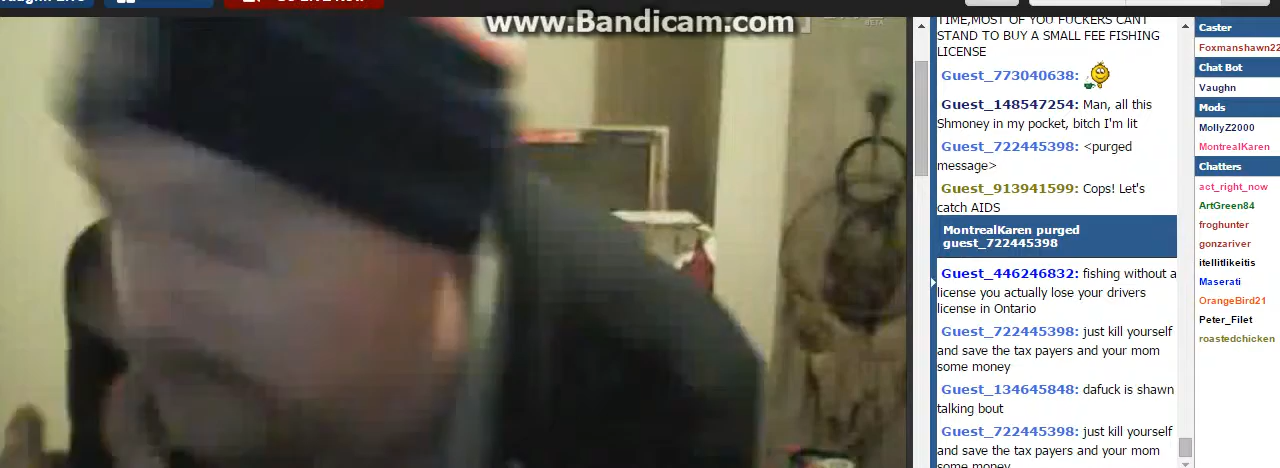 www.Bandicam.com
TIME,MOST OF YOU FUCKERS CANT
STAND TO BUY A SMALL FEE FISHING
LICENSE
Guest_773040638:
Guest_148547254: Man, all this
Shmoney in my pocket, bitch I'm lit
Guest_722445398: <purged
message>
Guest_913941599: Cops! Let's
catch AIDS
MontrealKaren purged
guest_722445398
Guest_446246832: fishing without a
license you actually lose your drivers
license in Ontario
Guest_722445398: just kill yourself
and save the tax payers and your mom
some money
Guest_134645848: dafuck is shawn
talking bout
Guest_722445398: just kill yourself
and save the tax payers and your mom
some money
Caster
Foxmanshawn22
Chat Bot
Vaughn
Mods
MollyZ2000
MontrealKaren
Chatters
act_right_now
ArtGreen84
froghunter
gonzariver
itellitlikeitis
Maserati
OrangeBird21
Peter_Filet
roastedchicken